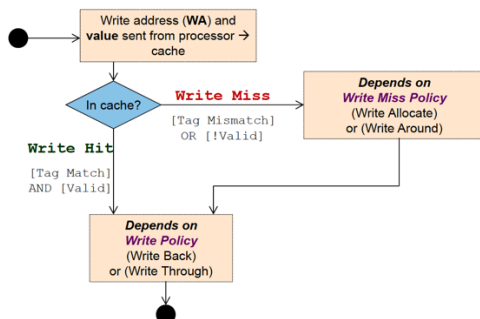 Write address (WA) and
value sent from processor →
cache
In cache?
Write Miss
[Tag Mismatch]
OR [!Valid]
Depends on
Write Miss Policy
(Write Allocate)
or (Write Around)
Write Hit
[Tag Match]
AND [Valid]
Depends on
Write Policy
(Write Back)
or (Write Through)